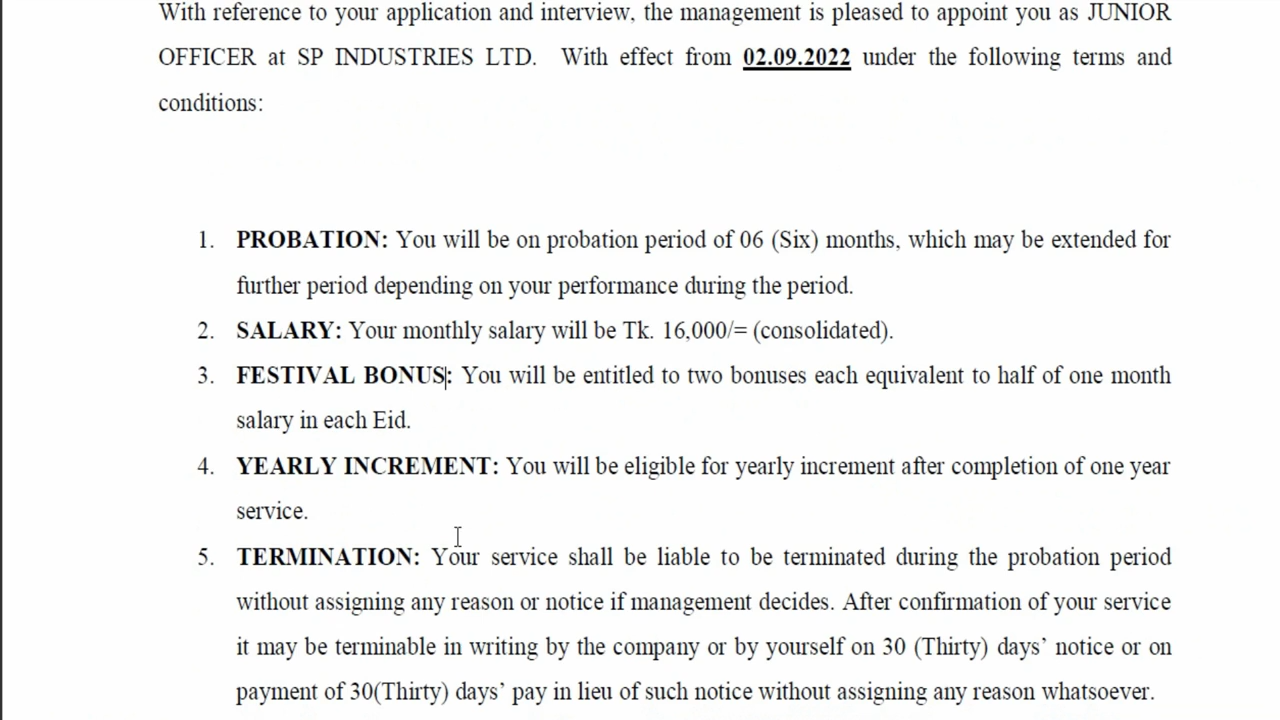 With reference to your application and interview, the management is pleased to appoint you as JUNIOR
OFFICER at SP INDUSTRIES LTD. With effect from 02.09.2022 under the following terms and
conditions:
1. PROBATION: You will be on probation period of 06 (Six) months, which may be extended for
further period depending on your performance during the period.
2. SALARY: Your monthly salary will be Tk. 16,000/= (consolidated).
3. FESTIVAL BONUS: You will be entitled to two bonuses each equivalent to half of one month
salary in each Eid.
4. YEARLY INCREMENT: You will be eligible for yearly increment after completion of one year
service.
5. TERMINATION: Your service shall be liable to be terminated during the probation period
without assigning any reason or notice if management decides. After confirmation of your service
it may be terminable in writing by the company or by yourself on 30 (Thirty) days’ notice or on
payment of 30(Thirty) days’ pay in lieu of such notice without assigning any reason whatsoever.